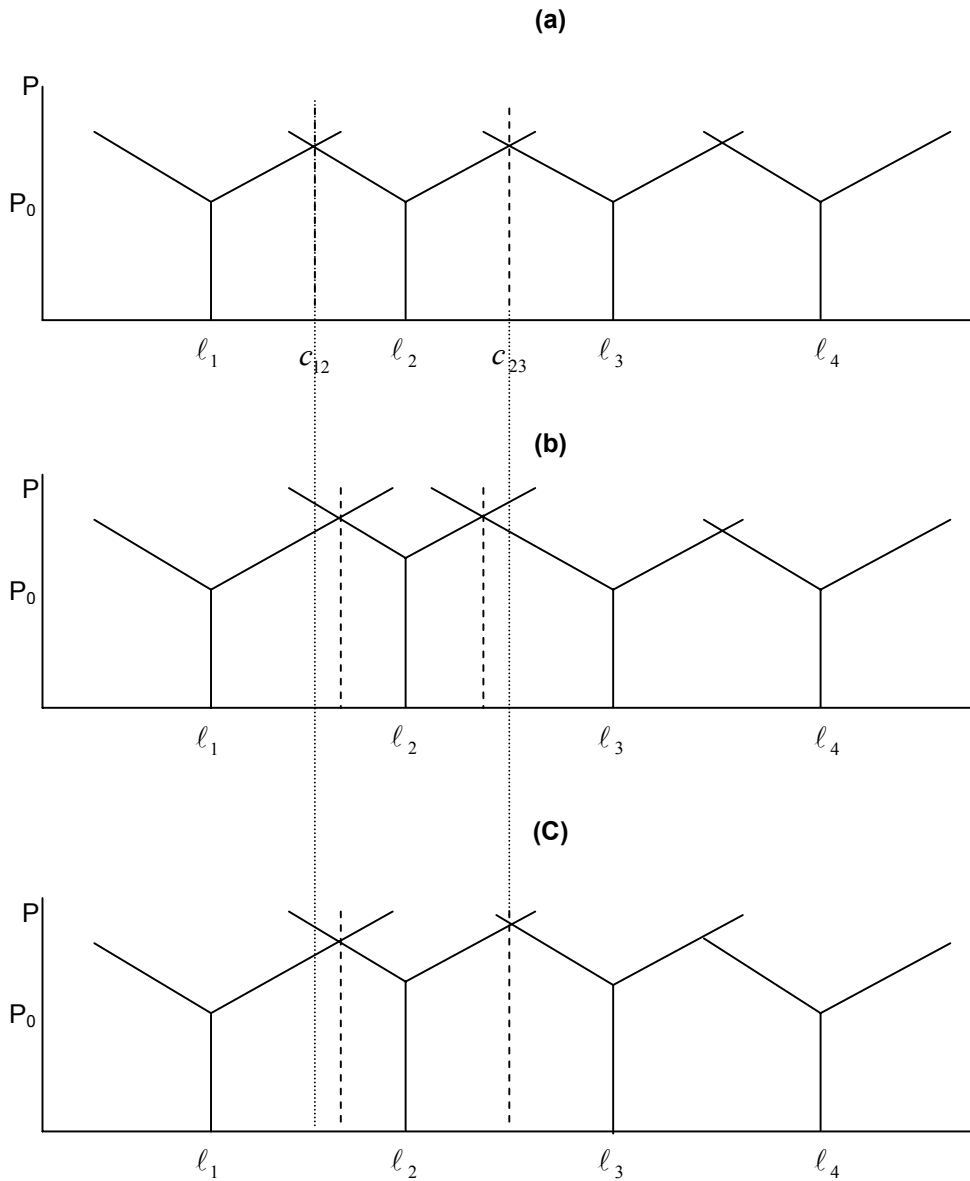 (a)
P
P₀
ℓ₁ c₁₂ ℓ₂ c₂₃ ℓ₃ ℓ₄
(b)
P
P₀
ℓ₁ ℓ₂ ℓ₃ ℓ₄
(C)
P
P₀
ℓ₁ ℓ₂ ℓ₃ ℓ₄